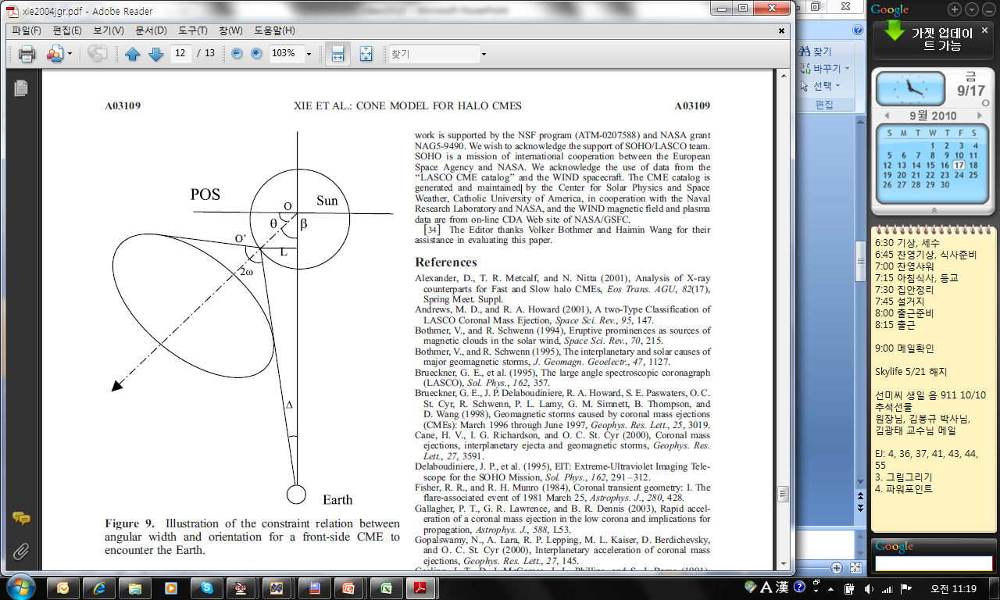 xie2004jgr.pdf - Adobe Reader
파일(F) 편집(E) 보기(V) 문서(D) 도구(T) 창(W) 도움말(H)
12 / 13 103% 찾기
A03109 XIE ET AL.: CONE MODEL FOR HALO CMES A03109
POS
O
Sun
θ
β
O'
L
2ω
Δ
Earth
Figure 9. Illustration of the constraint relation between
angular width and orientation for a front-side CME to
encounter the Earth.
work is supported by the NSF program (ATM-0207588) and NASA grant
NAG5-9490. We wish to acknowledge the support of SOHO/LASCO team.
SOHO is a mission of international cooperation between the European
Space Agency and NASA. We acknowledge the use of data from the
‘‘LASCO CME catalog’’ and the WIND spacecraft. The CME catalog is
generated and maintained by the Center for Solar Physics and Space
Weather, Catholic University of America, in cooperation with the Naval
Research Laboratory and NASA, and the WIND magnetic field and plasma
data are from on-line CDA Web site of NASA/GSFC.
[34] The Editor thanks Volker Bothmer and Haimin Wang for their
assistance in evaluating this paper.
References
Alexander, D., T. R. Metcalf, and N. Nitta (2001), Analysis of X-ray
counterparts for Fast and Slow halo CMEs, Eos Trans. AGU, 82(17),
Spring Meet. Suppl.
Andrews, M. D., and R. A. Howard (2001), A two-Type Classification of
LASCO Coronal Mass Ejection, Space Sci. Rev., 95, 147.
Bothmer, V., and R. Schwenn (1994), Eruptive prominences as sources of
magnetic clouds in the solar wind, Space Sci. Rev., 70, 215.
Bothmer, V., and R. Schwenn (1995), The interplanetary and solar causes of
major geomagnetic storms, J. Geomagn. Geoelectr., 47, 1127.
Brueckner, G. E., et al. (1995), The large angle spectroscopic coronagraph
(LASCO), Sol. Phys., 162, 357.
Brueckner, G. E., J. P. Delaboudiniere, R. A. Howard, S. E. Paswaters, O. C.
St. Cyr, R. Schwenn, P. L. Lamy, G. M. Simnett, B. Thompson, and
D. Wang (1998), Geomagnetic storms caused by coronal mass ejections
(CMEs): March 1996 through June 1997, Geophys. Res. Lett., 25, 3019.
Cane, H. V., I. G. Richardson, and O. C. St. Cyr (2000), Coronal mass
ejections, interplanetary ejecta and geomagnetic storms, Geophys. Res.
Lett., 27, 3591.
Delaboudiniere, J. P., et al. (1995), EIT: Extreme-Ultraviolet Imaging Tele-
scope for the SOHO Mission, Sol. Phys., 162, 291–312.
Fisher, R. R., and R. H. Munro (1984), Coronal transient geometry: I. The
flare-associated event of 1981 March 25, Astrophys. J., 280, 428.
Gallagher, P. T., G. R. Lawrence, and B. R. Dennis (2003), Rapid accel-
eration of a coronal mass ejection in the low corona and implications for
propagation, Astrophys. J., 588, L53.
Gopalswamy, N., A. Lara, R. P. Lepping, M. L. Kaiser, D. Berdichevsky,
and O. C. St. Cyr (2000), Interplanetary acceleration of coronal mass
ejections, Geophys. Res. Lett., 27, 145.
찾기
바꾸기
선택
편집
Google
가젯 업데이
트 가능
금
9/17
9월 2010
S M T W T F S
1 2 3 4
5 6 7 8 9 10 11
12 13 14 15 16 17 18
19 20 21 22 23 24 25
26 27 28 29 30
6:30 기상, 세수
6:45 찬영기상, 식사준비
7:00 찬영샤워
7:15 아침식사, 등교
7:30 집안정리
7:45 설거지
8:00 출근준비
8:15 출근
9:00 메일확인
Skylife 5/21 해지
선미씨 생일 음 911 10/10
추석선물
원장님, 김봉규 박사님,
김광태 교수님 메일
EJ: 4, 36, 37, 41, 43, 44,
55
3. 그림그리기
4. 파워포인트
Google
A 漢
오전 11:19